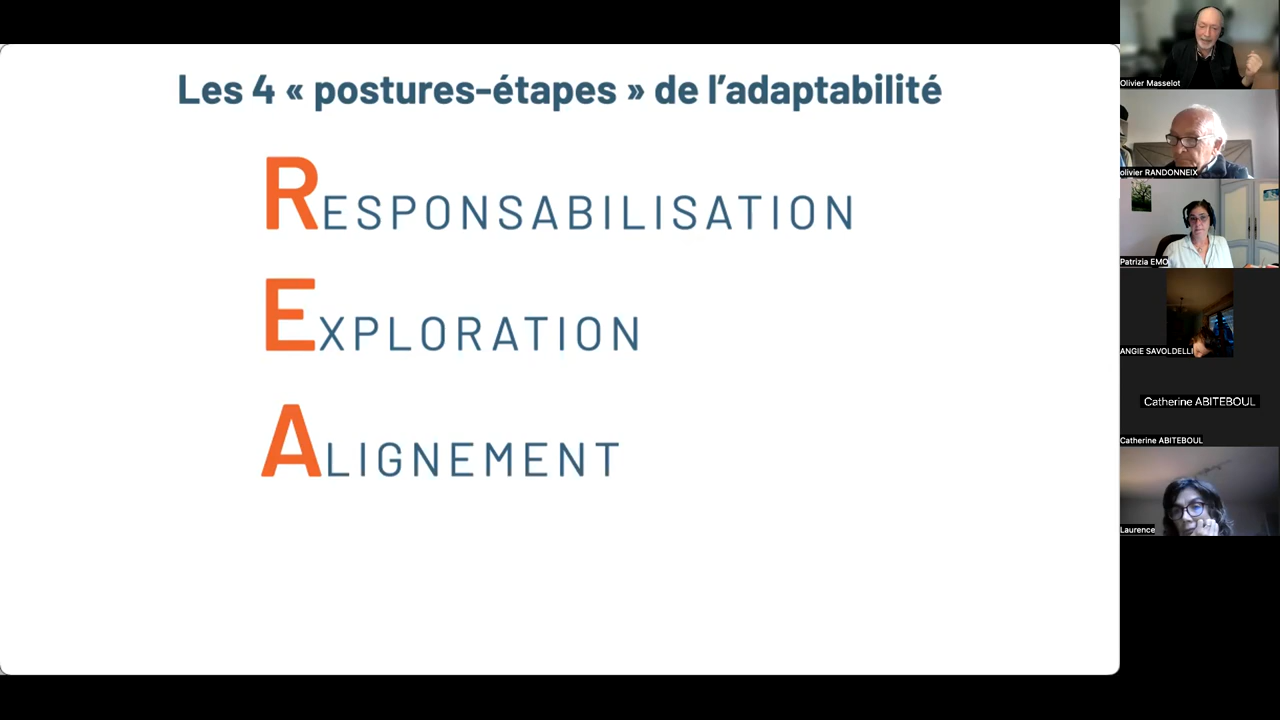 Les 4 « postures-étapes » de l’adaptabilité
RESPONSABILISATION
EXPLORATION
ALIGNEMENT
Olivier Masselot
olivier RANDONNEIX
Patrizia EMO
ANGIE SAVOLDELLI
Catherine ABITEBOUL
Catherine ABITEBOUL
Laurence